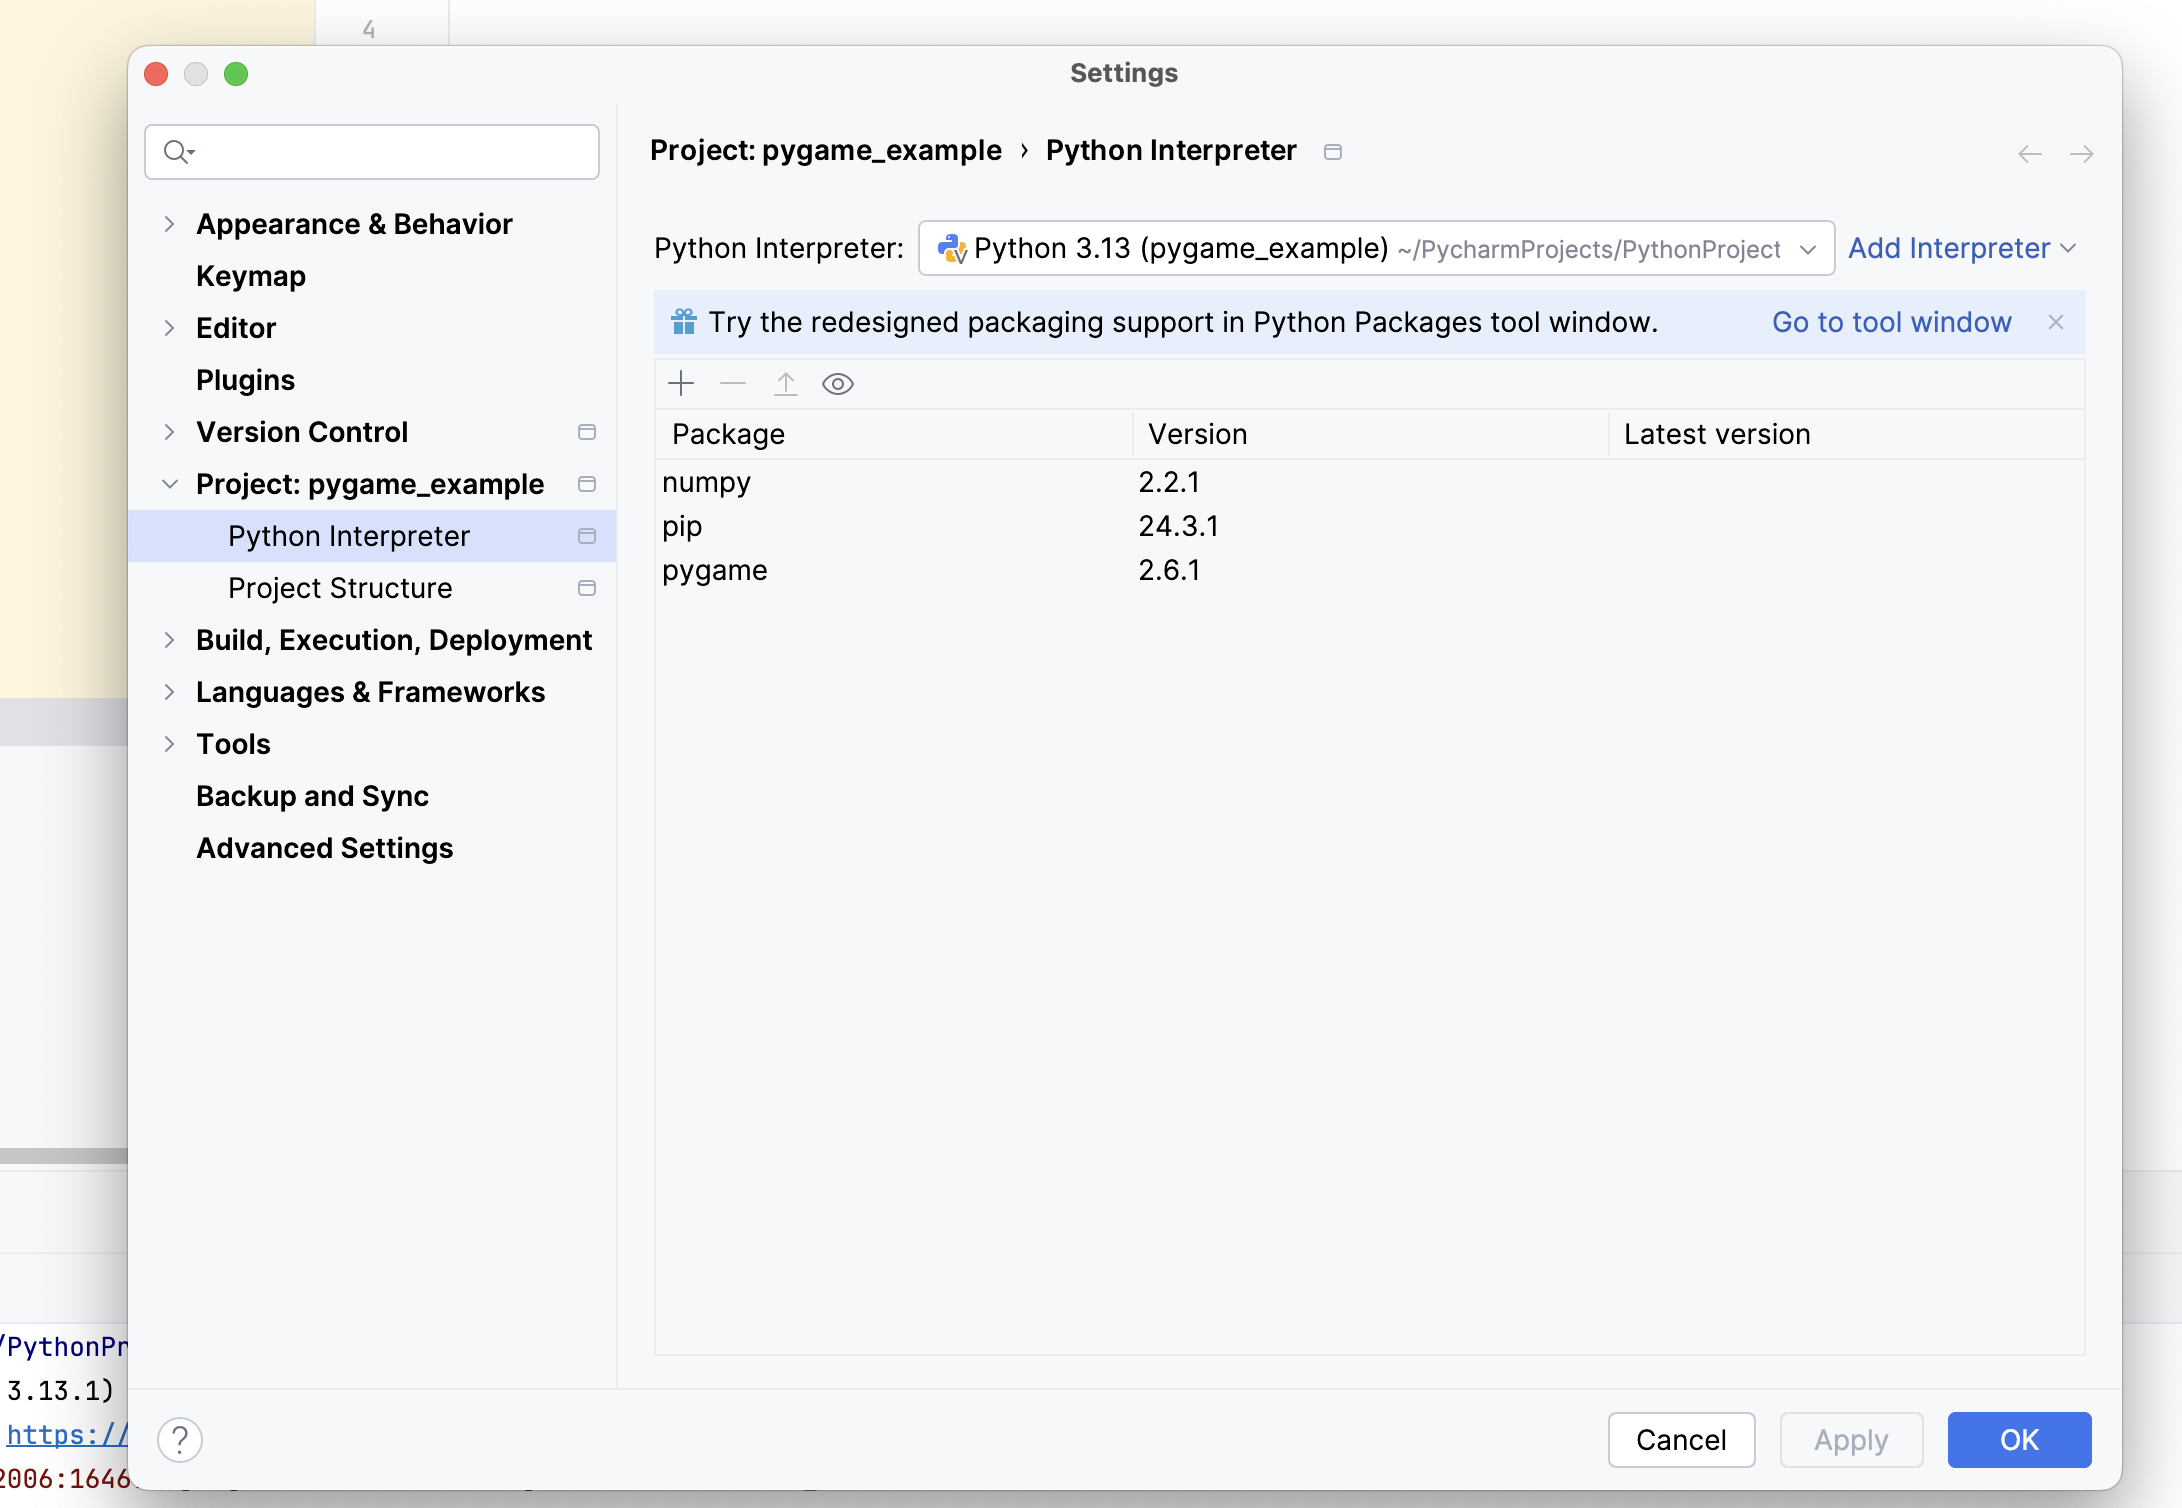 4
Settings
Project: pygame_example › Python Interpreter
Appearance & Behavior
Keymap
Editor
Plugins
Version Control
Project: pygame_example
Python Interpreter
Project Structure
Build, Execution, Deployment
Languages & Frameworks
Tools
Backup and Sync
Advanced Settings
Python Interpreter: Python 3.13 (pygame_example) ~/PycharmProjects/PythonProject Add Interpreter
Try the redesigned packaging support in Python Packages tool window. Go to tool window
Package Version Latest version
numpy 2.2.1
pip 24.3.1
pygame 2.6.1
/PythonPr
3.13.1)
https://
2006:1646
? Cancel Apply OK